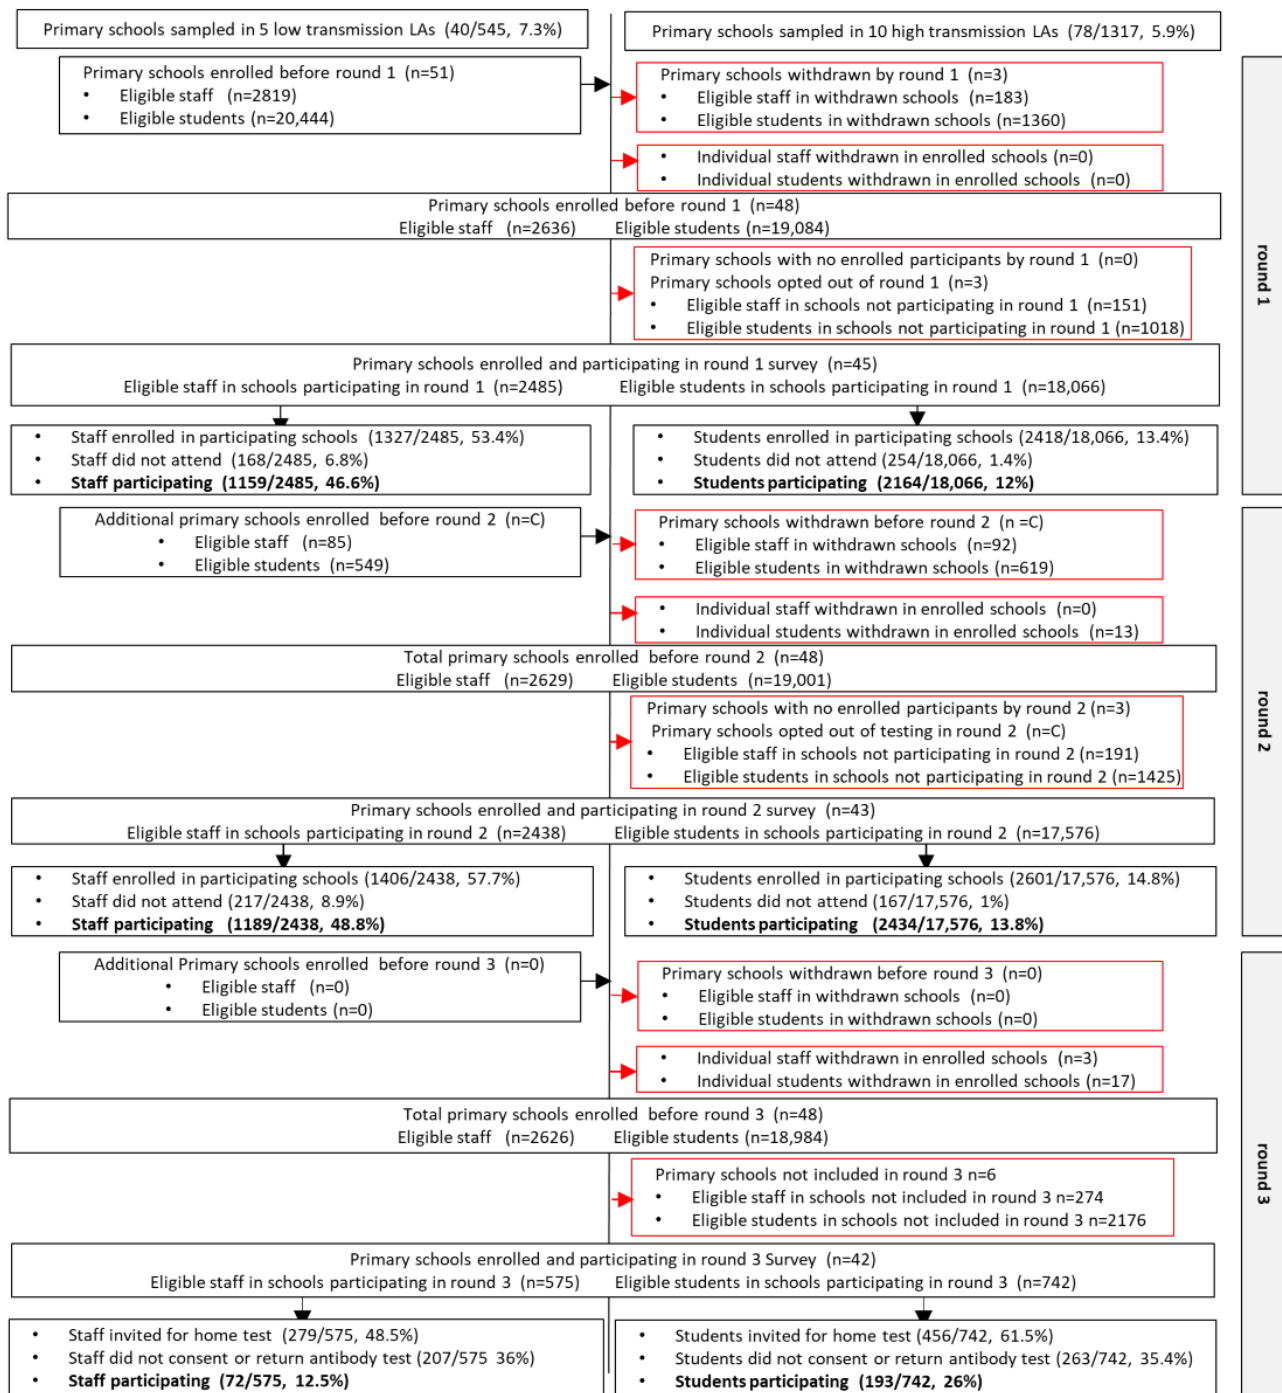 Primary schools sampled in 5 low transmission LAs (40/545, 7.3%)
Primary schools sampled in 10 high transmission LAs (78/1317, 5.9%)
Primary schools enrolled before round 1 (n=51)
• Eligible staff (n=2819)
• Eligible students (n=20,444)
Primary schools withdrawn by round 1 (n=3)
• Eligible staff in withdrawn schools (n=183)
• Eligible students in withdrawn schools (n=1360)
• Individual staff withdrawn in enrolled schools (n=0)
• Individual students withdrawn in enrolled schools (n=0)
Primary schools enrolled before round 1 (n=48)
Eligible staff (n=2636) Eligible students (n=19,084)
Primary schools with no enrolled participants by round 1 (n=0)
Primary schools opted out of round 1 (n=3)
• Eligible staff in schools not participating in round 1 (n=151)
• Eligible students in schools not participating in round 1 (n=1018)
Primary schools enrolled and participating in round 1 survey (n=45)
Eligible staff in schools participating in round 1 (n=2485) Eligible students in schools participating in round 1 (n=18,066)
• Staff enrolled in participating schools (1327/2485, 53.4%)
• Staff did not attend (168/2485, 6.8%)
• Staff participating (1159/2485, 46.6%)
• Students enrolled in participating schools (2418/18,066, 13.4%)
• Students did not attend (254/18,066, 1.4%)
• Students participating (2164/18,066, 12%)
round 1
Additional primary schools enrolled before round 2 (n=C)
• Eligible staff (n=85)
• Eligible students (n=549)
Primary schools withdrawn before round 2 (n =C)
• Eligible staff in withdrawn schools (n=92)
• Eligible students in withdrawn schools (n=619)
• Individual staff withdrawn in enrolled schools (n=0)
• Individual students withdrawn in enrolled schools (n=13)
Total primary schools enrolled before round 2 (n=48)
Eligible staff (n=2629) Eligible students (n=19,001)
Primary schools with no enrolled participants by round 2 (n=3)
Primary schools opted out of testing in round 2 (n=C)
• Eligible staff in schools not participating in round 2 (n=191)
• Eligible students in schools not participating in round 2 (n=1425)
Primary schools enrolled and participating in round 2 survey (n=43)
Eligible staff in schools participating in round 2 (n=2438) Eligible students in schools participating in round 2 (n=17,576)
• Staff enrolled in participating schools (1406/2438, 57.7%)
• Staff did not attend (217/2438, 8.9%)
• Staff participating (1189/2438, 48.8%)
• Students enrolled in participating schools (2601/17,576, 14.8%)
• Students did not attend (167/17,576, 1%)
• Students participating (2434/17,576, 13.8%)
round 2
Additional Primary schools enrolled before round 3 (n=0)
• Eligible staff (n=0)
• Eligible students (n=0)
Primary schools withdrawn before round 3 (n=0)
• Eligible staff in withdrawn schools (n=0)
• Eligible students in withdrawn schools (n=0)
• Individual staff withdrawn in enrolled schools (n=3)
• Individual students withdrawn in enrolled schools (n=17)
Total primary schools enrolled before round 3 (n=48)
Eligible staff (n=2626) Eligible students (n=18,984)
Primary schools not included in round 3 n=6
• Eligible staff in schools not included in round 3 n=274
• Eligible students in schools not included in round 3 n=2176
Primary schools enrolled and participating in round 3 Survey (n=42)
Eligible staff in schools participating in round 3 (n=575) Eligible students in schools participating in round 3 (n=742)
• Staff invited for home test (279/575, 48.5%)
• Staff did not consent or return antibody test (207/575 36%)
• Staff participating (72/575, 12.5%)
• Students invited for home test (456/742, 61.5%)
• Students did not consent or return antibody test (263/742, 35.4%)
• Students participating (193/742, 26%)
round 3